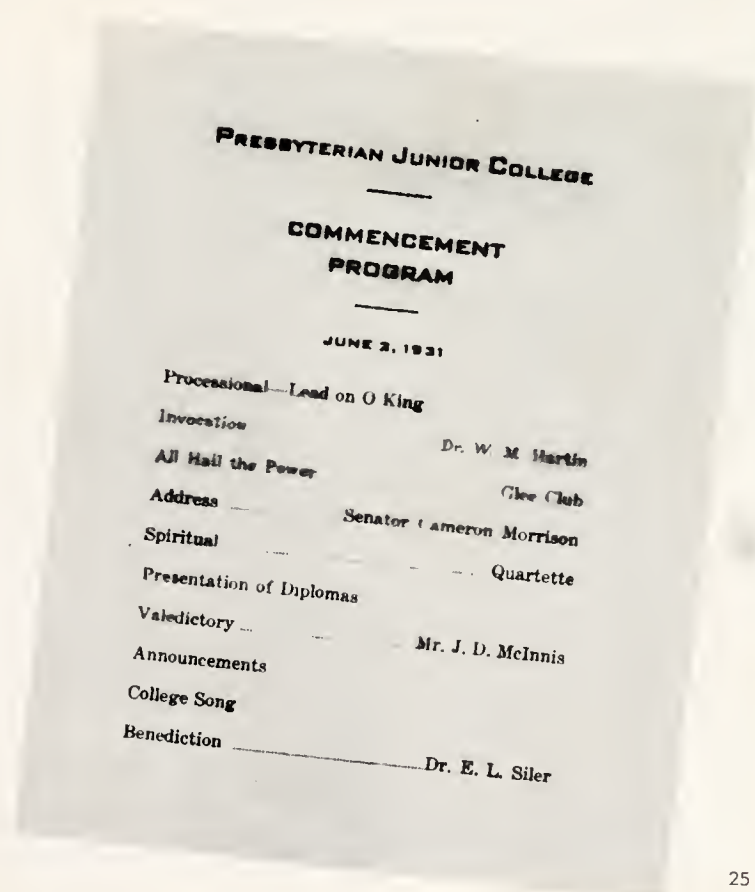 PRESBYTERIAN JUNIOR COLLEGE
COMMENCEMENT
PROGRAM
JUNE 2, 1931
Processional—Lead on O King
Invocation Dr. W. M. Martin
All Hail the Power Glee Club
Address Senator Cameron Morrison
Spiritual Quartette
Presentation of Diplomas
Valedictory Mr. J. D. McInnis
Announcements
College Song
Benediction Dr. E. L. Siler
25